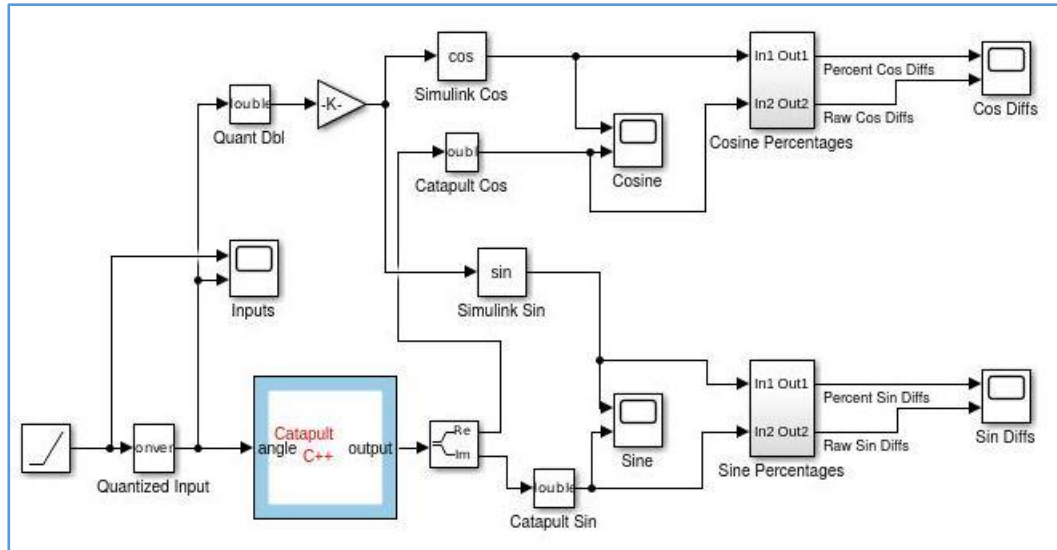 cos
Simulink Cos
In1 Out1
In2 Out2
Cosine Percentages
Percent Cos Diffs
Raw Cos Diffs
Cos Diffs
ouble
Quant Dbl
-K-
oubl
Catapult Cos
Cosine
sin
Simulink Sin
Inputs
onver
Quantized Input
angle
Catapult
C++
output
Re
Im
ouble
Catapult Sin
Sine
In1 Out1
In2 Out2
Sine Percentages
Percent Sin Diffs
Raw Sin Diffs
Sin Diffs